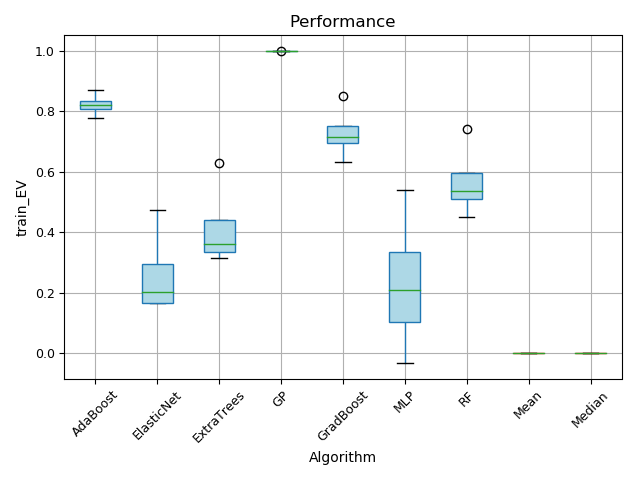 Performance
train_EV
1.0
0.8
0.6
0.4
0.2
0.0
AdaBoost
ElasticNet
ExtraTrees
GP
GradBoost
MLP
RF
Mean
Median
Algorithm